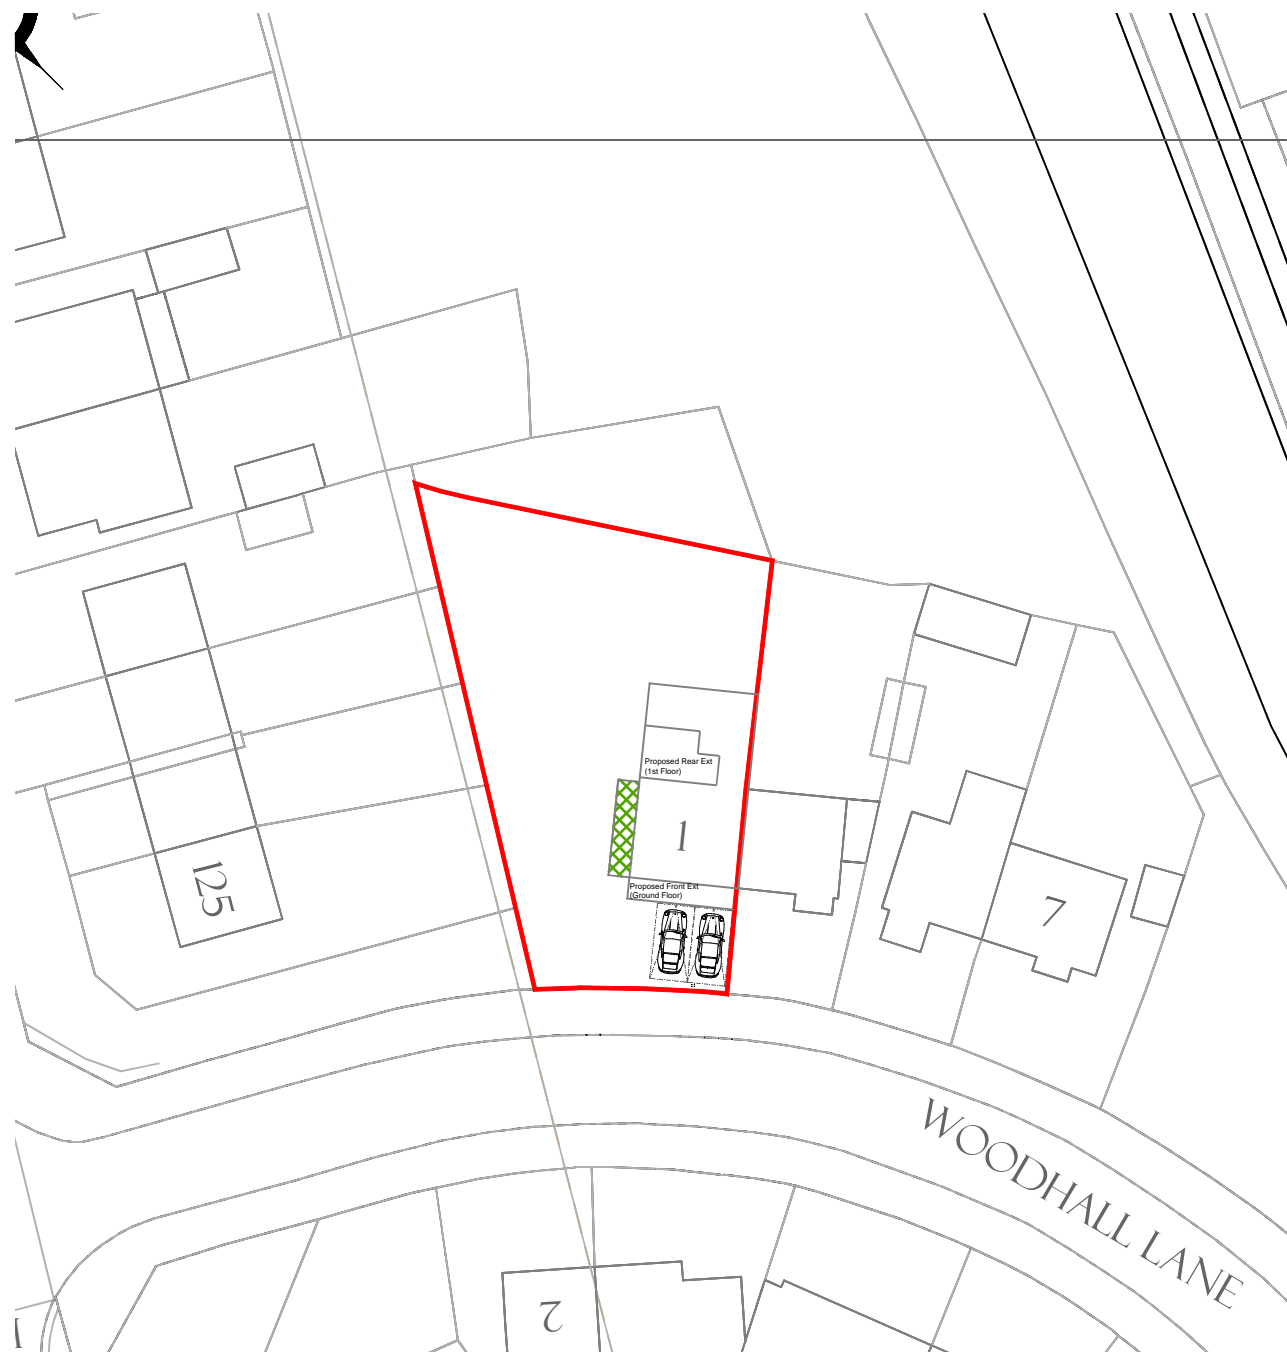 Proposed Rear Ext
(1st Floor)
1
Proposed Front Ext
(Ground Floor)
125
7
WOODHALL LANE
2